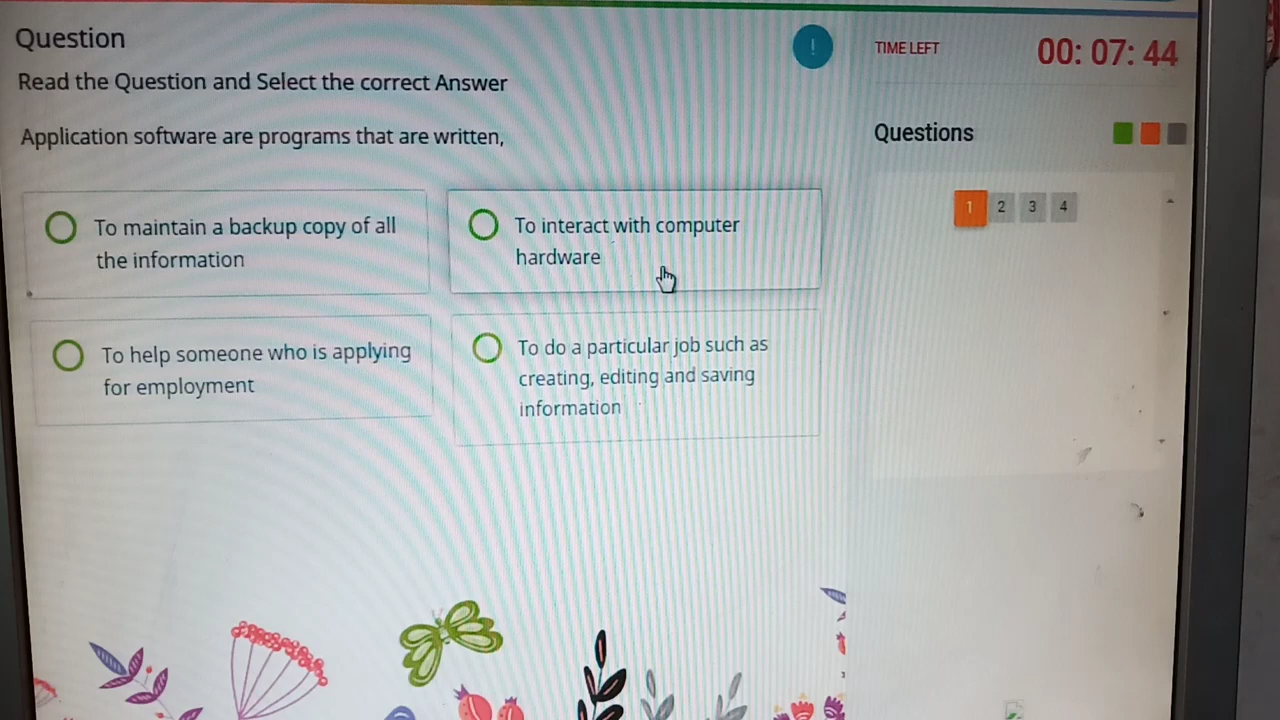 Question
!
TIME LEFT
00: 07: 44
Read the Question and Select the correct Answer
Application software are programs that are written,
Questions
1 2 3 4
To maintain a backup copy of all
the information
To interact with computer
hardware
To help someone who is applying
for employment
To do a particular job such as
creating, editing and saving
information